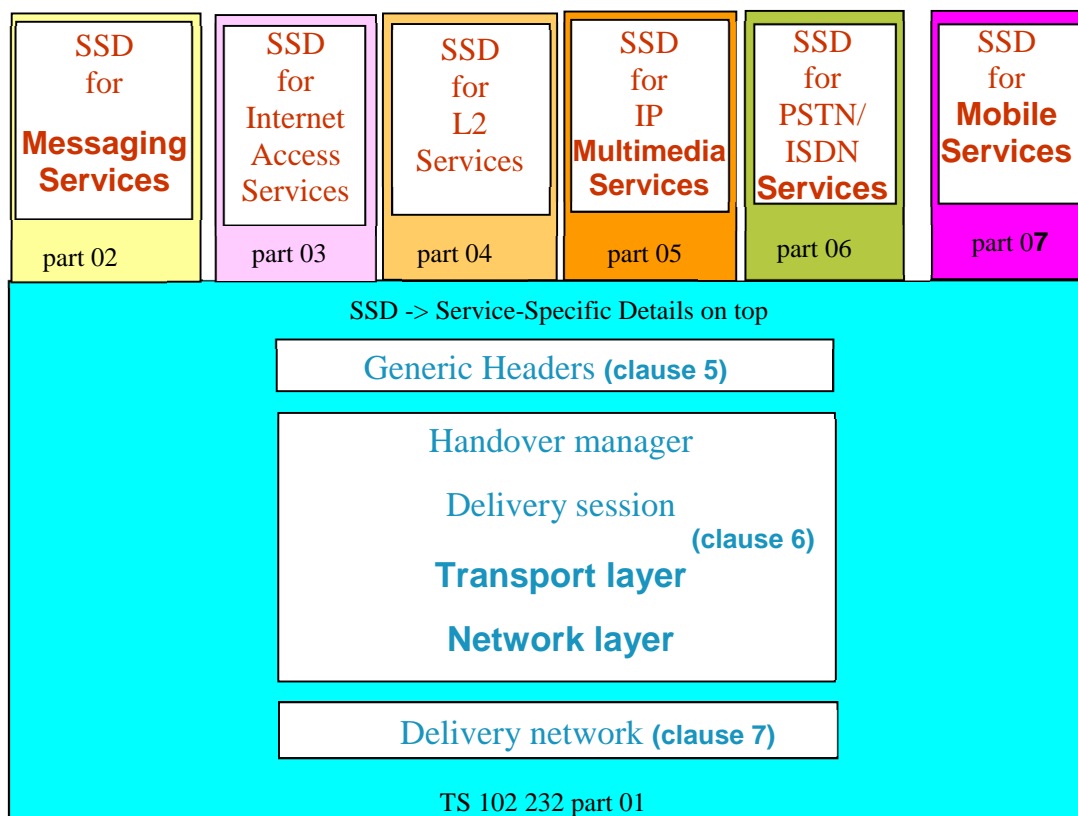 SSD
for
Messaging
Services
part 02
SSD
for
Internet
Access
Services
part 03
SSD
for
L2
Services
part 04
SSD
for
IP
Multimedia
Services
part 05
SSD
for
PSTN/
ISDN
Services
part 06
SSD
for
Mobile
Services
part 07
SSD -> Service-Specific Details on top
Generic Headers (clause 5)
Handover manager
Delivery session
(clause 6)
Transport layer
Network layer
Delivery network (clause 7)
TS 102 232 part 01